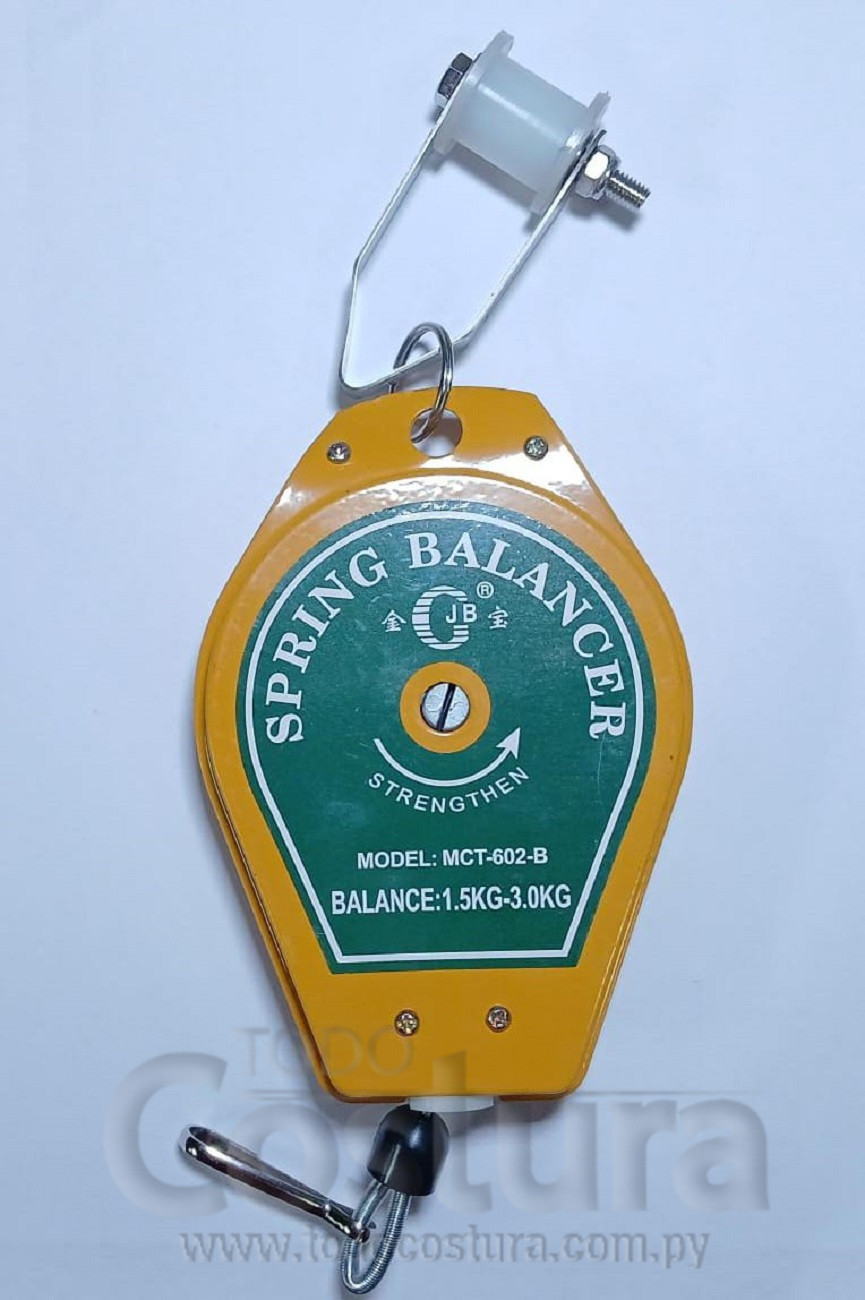 SPRING BALANCER
金 CJB ® 宝
STRENGTHEN
MODEL: MCT-602-B
BALANCE:1.5KG-3.0KG
TODO
Costura
www.todocostura.com.py